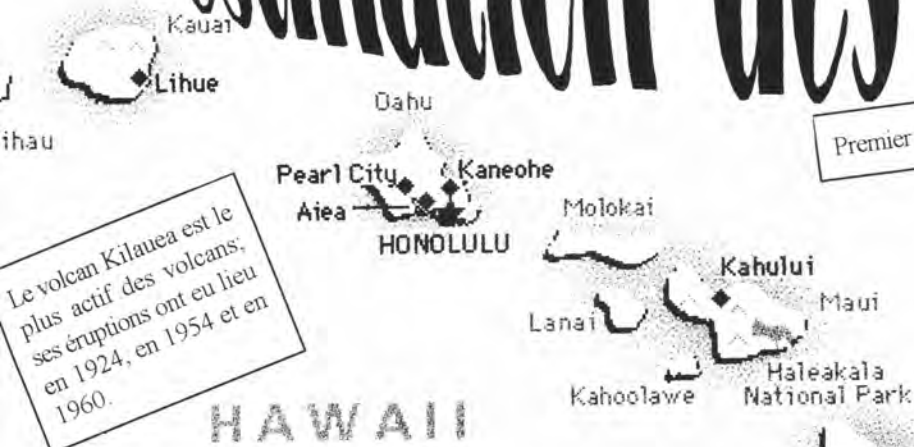 Kauai
Lihue
ihau
Oahu
Premier
Pearl City
Kaneohe
Aiea
HONOLULU
Molokai
Le volcan Kilauea est le
plus actif des volcans;
ses éruptions ont eu lieu
en 1924, en 1954 et en
1960.
Kahului
Maui
Lanai
Haleakala
National Park
Kahoolawe
HAWAII
des